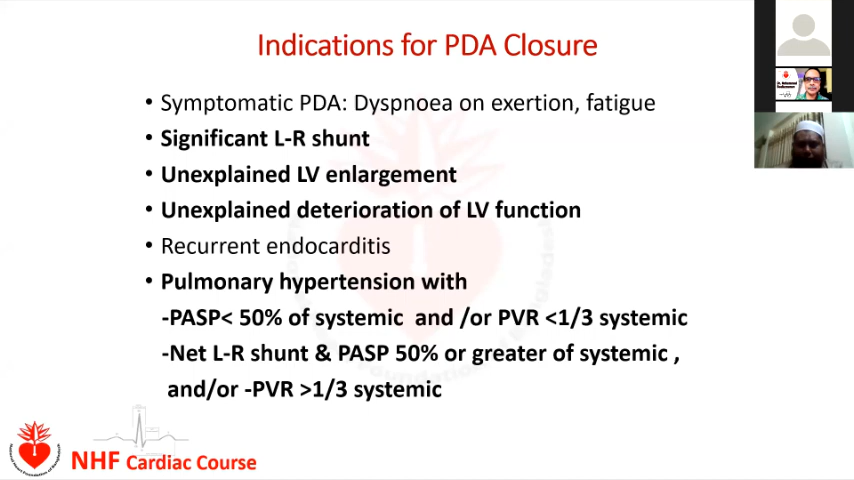 Indications for PDA Closure
• Symptomatic PDA: Dyspnoea on exertion, fatigue
• Significant L-R shunt
• Unexplained LV enlargement
• Unexplained deterioration of LV function
• Recurrent endocarditis
• Pulmonary hypertension with
-PASP< 50% of systemic and /or PVR <1/3 systemic
-Net L-R shunt & PASP 50% or greater of systemic ,
and/or -PVR >1/3 systemic
NHF Cardiac Course